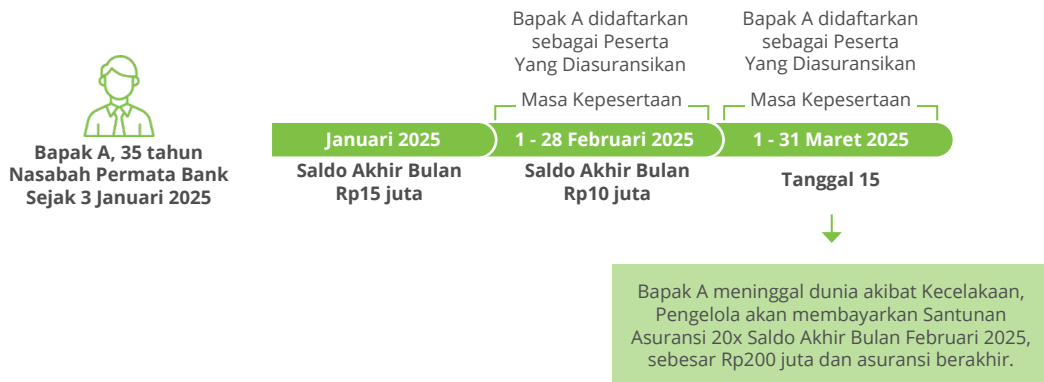 Bapak A, 35 tahun
Nasabah Permata Bank
Sejak 3 Januari 2025
Januari 2025
Saldo Akhir Bulan
Rp15 juta
Bapak A didaftarkan
sebagai Peserta
Yang Diasuransikan
Masa Kepesertaan
1 - 28 Februari 2025
Saldo Akhir Bulan
Rp10 juta
Bapak A didaftarkan
sebagai Peserta
Yang Diasuransikan
Masa Kepesertaan
1 - 31 Maret 2025
Tanggal 15
Bapak A meninggal dunia akibat Kecelakaan,
Pengelola akan membayarkan Santunan
Asuransi 20x Saldo Akhir Bulan Februari 2025,
sebesar Rp200 juta dan asuransi berakhir.